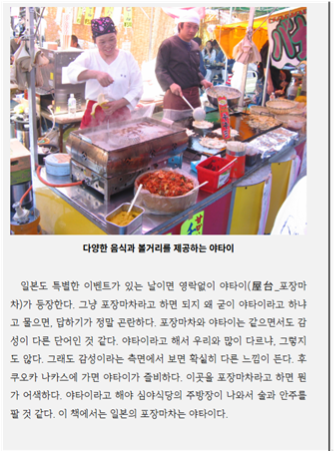 다양한 음식과 볼거리를 제공하는 야타이
일본도 특별한 이벤트가 있는 날이면 영락없이 야타이(屋台_포장마
차)가 등장한다. 그냥 포장마차라고 하면 되지 왜 굳이 야타이라고 하냐
고 물으면, 답하기가 정말 곤란하다. 포장마차와 야타이는 같으면서도 감
성이 다른 단어인 것 같다. 야타이라고 해서 우리와 많이 다르냐, 그렇지
도 않다. 그래도 감성이라는 측면에서 보면 확실히 다른 느낌이 든다. 후
쿠오카 나카스에 가면 야타이가 즐비하다. 이곳을 포장마차라고 하면 뭔
가 어색하다. 야타이라고 해야 심야식당의 주방장이 나와서 술과 안주를
팔 것 같다. 이 책에서는 일본의 포장마차는 야타이다.